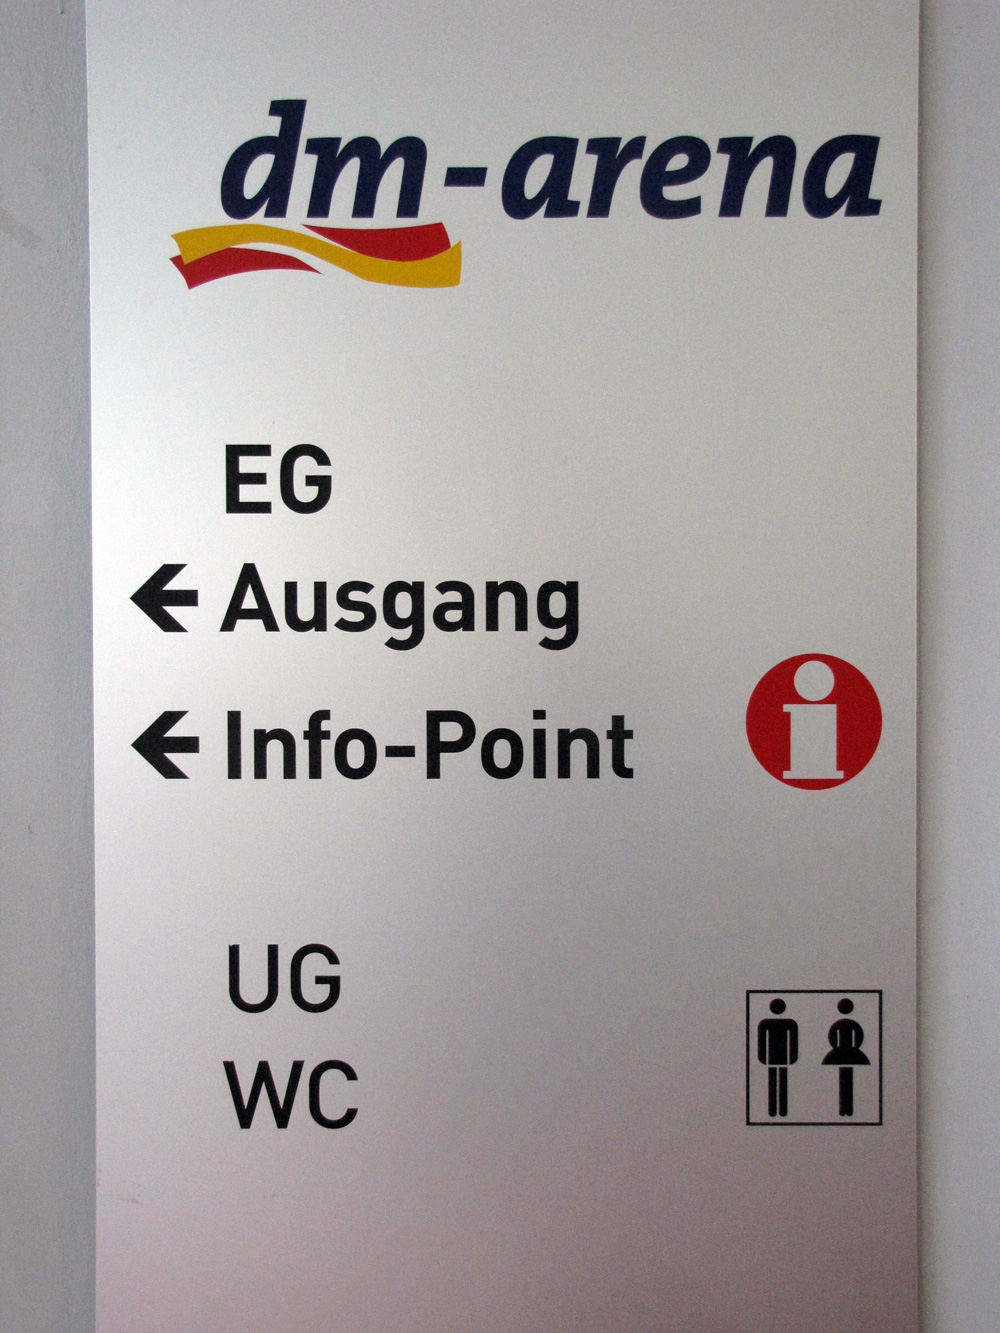 dm-arena
EG
← Ausgang
← Info-Point
UG
WC